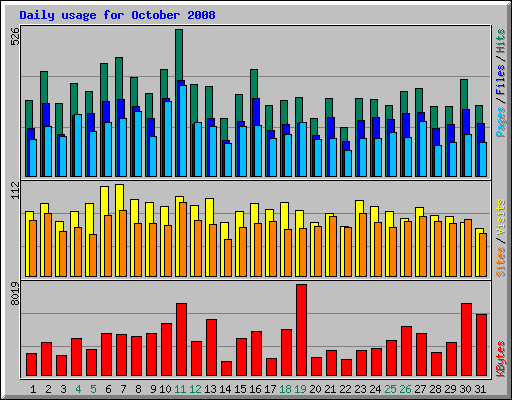 Daily usage for October 2008
526
Pages / Files / Hits
112
Sites / Visits
8019
KBytes
1 2 3 4 5 6 7 8 9 10 11 12 13 14 15 16 17 18 19 20 21 22 23 24 25 26 27 28 29 30 31